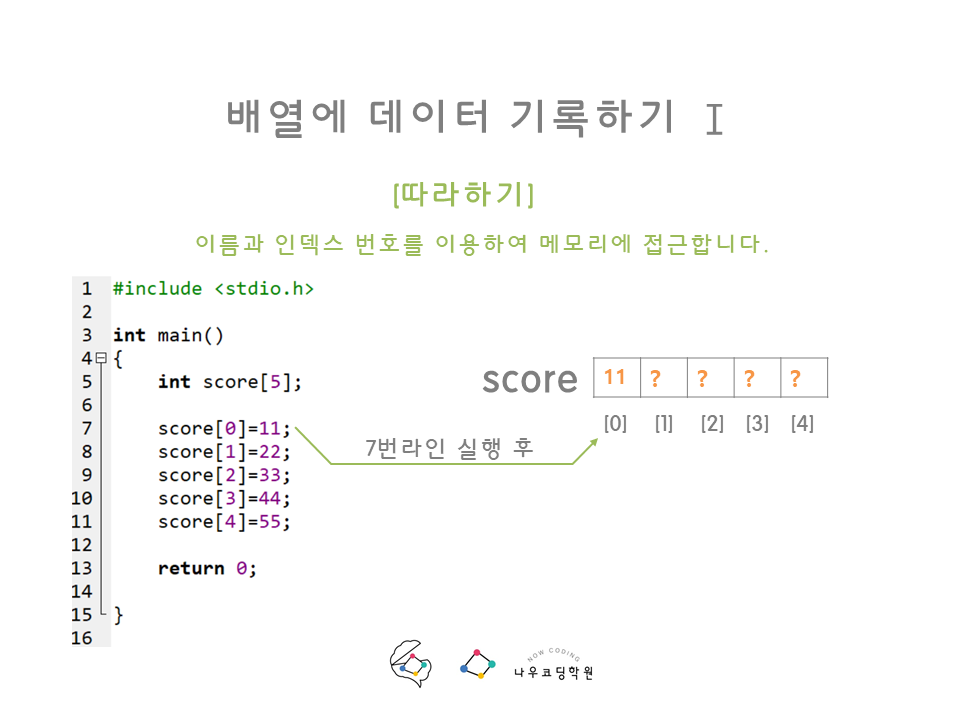 배열에 데이터 기록하기 I
[따라하기]
이름과 인덱스 번호를 이용하여 메모리에 접근합니다.
1 #include <stdio.h>
2
3 int main()
4 {
5 int score[5];
6
7 score[0]=11;
8 score[1]=22;
9 score[2]=33;
10 score[3]=44;
11 score[4]=55;
12
13 return 0;
14
15 }
16
7번라인 실행 후
score 11 ? ? ? ?
[0] [1] [2] [3] [4]
NOW CODING
나우코딩학원